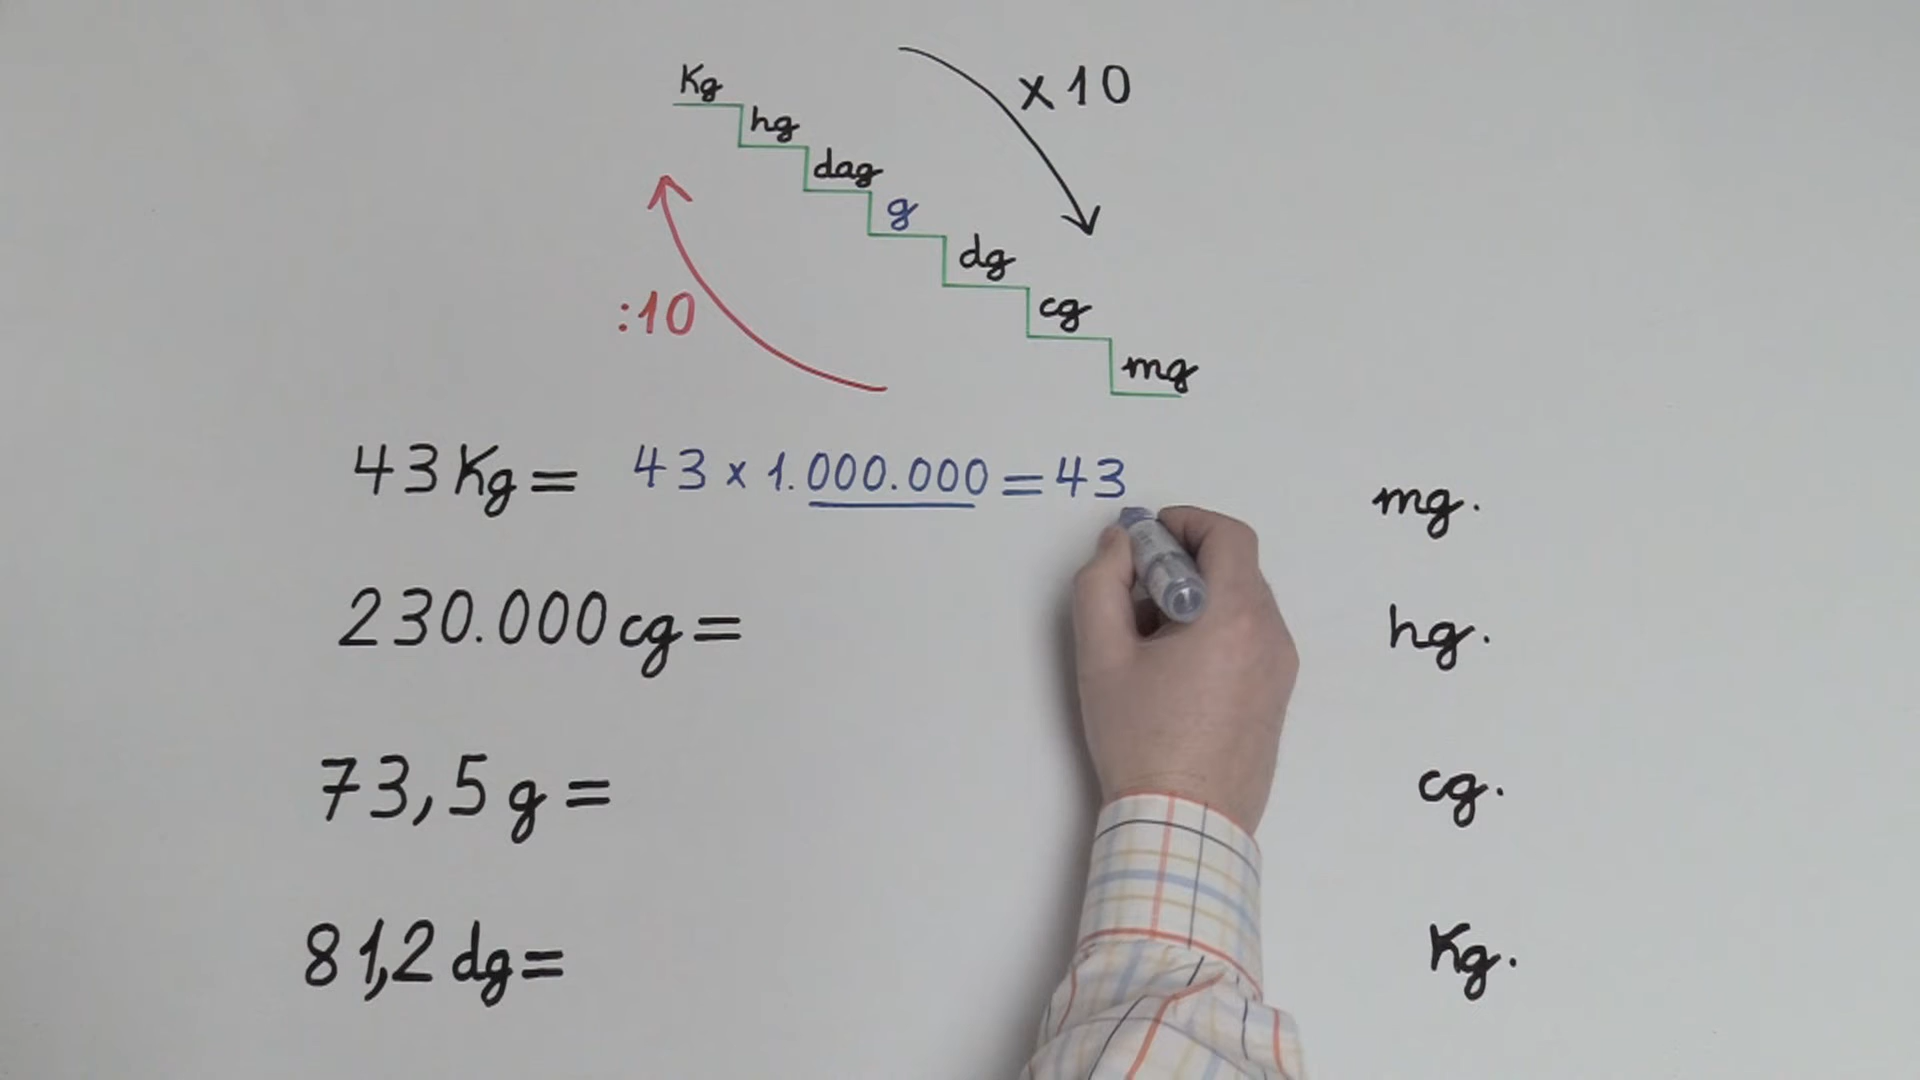 Kg
x10
hg
dag
g
dg
:10
cg
mg
43 Kg = 43 x 1.000.000 = 43 mg.
230.000 cg = hg.
73,5 g = cg.
81,2 dg = Kg.